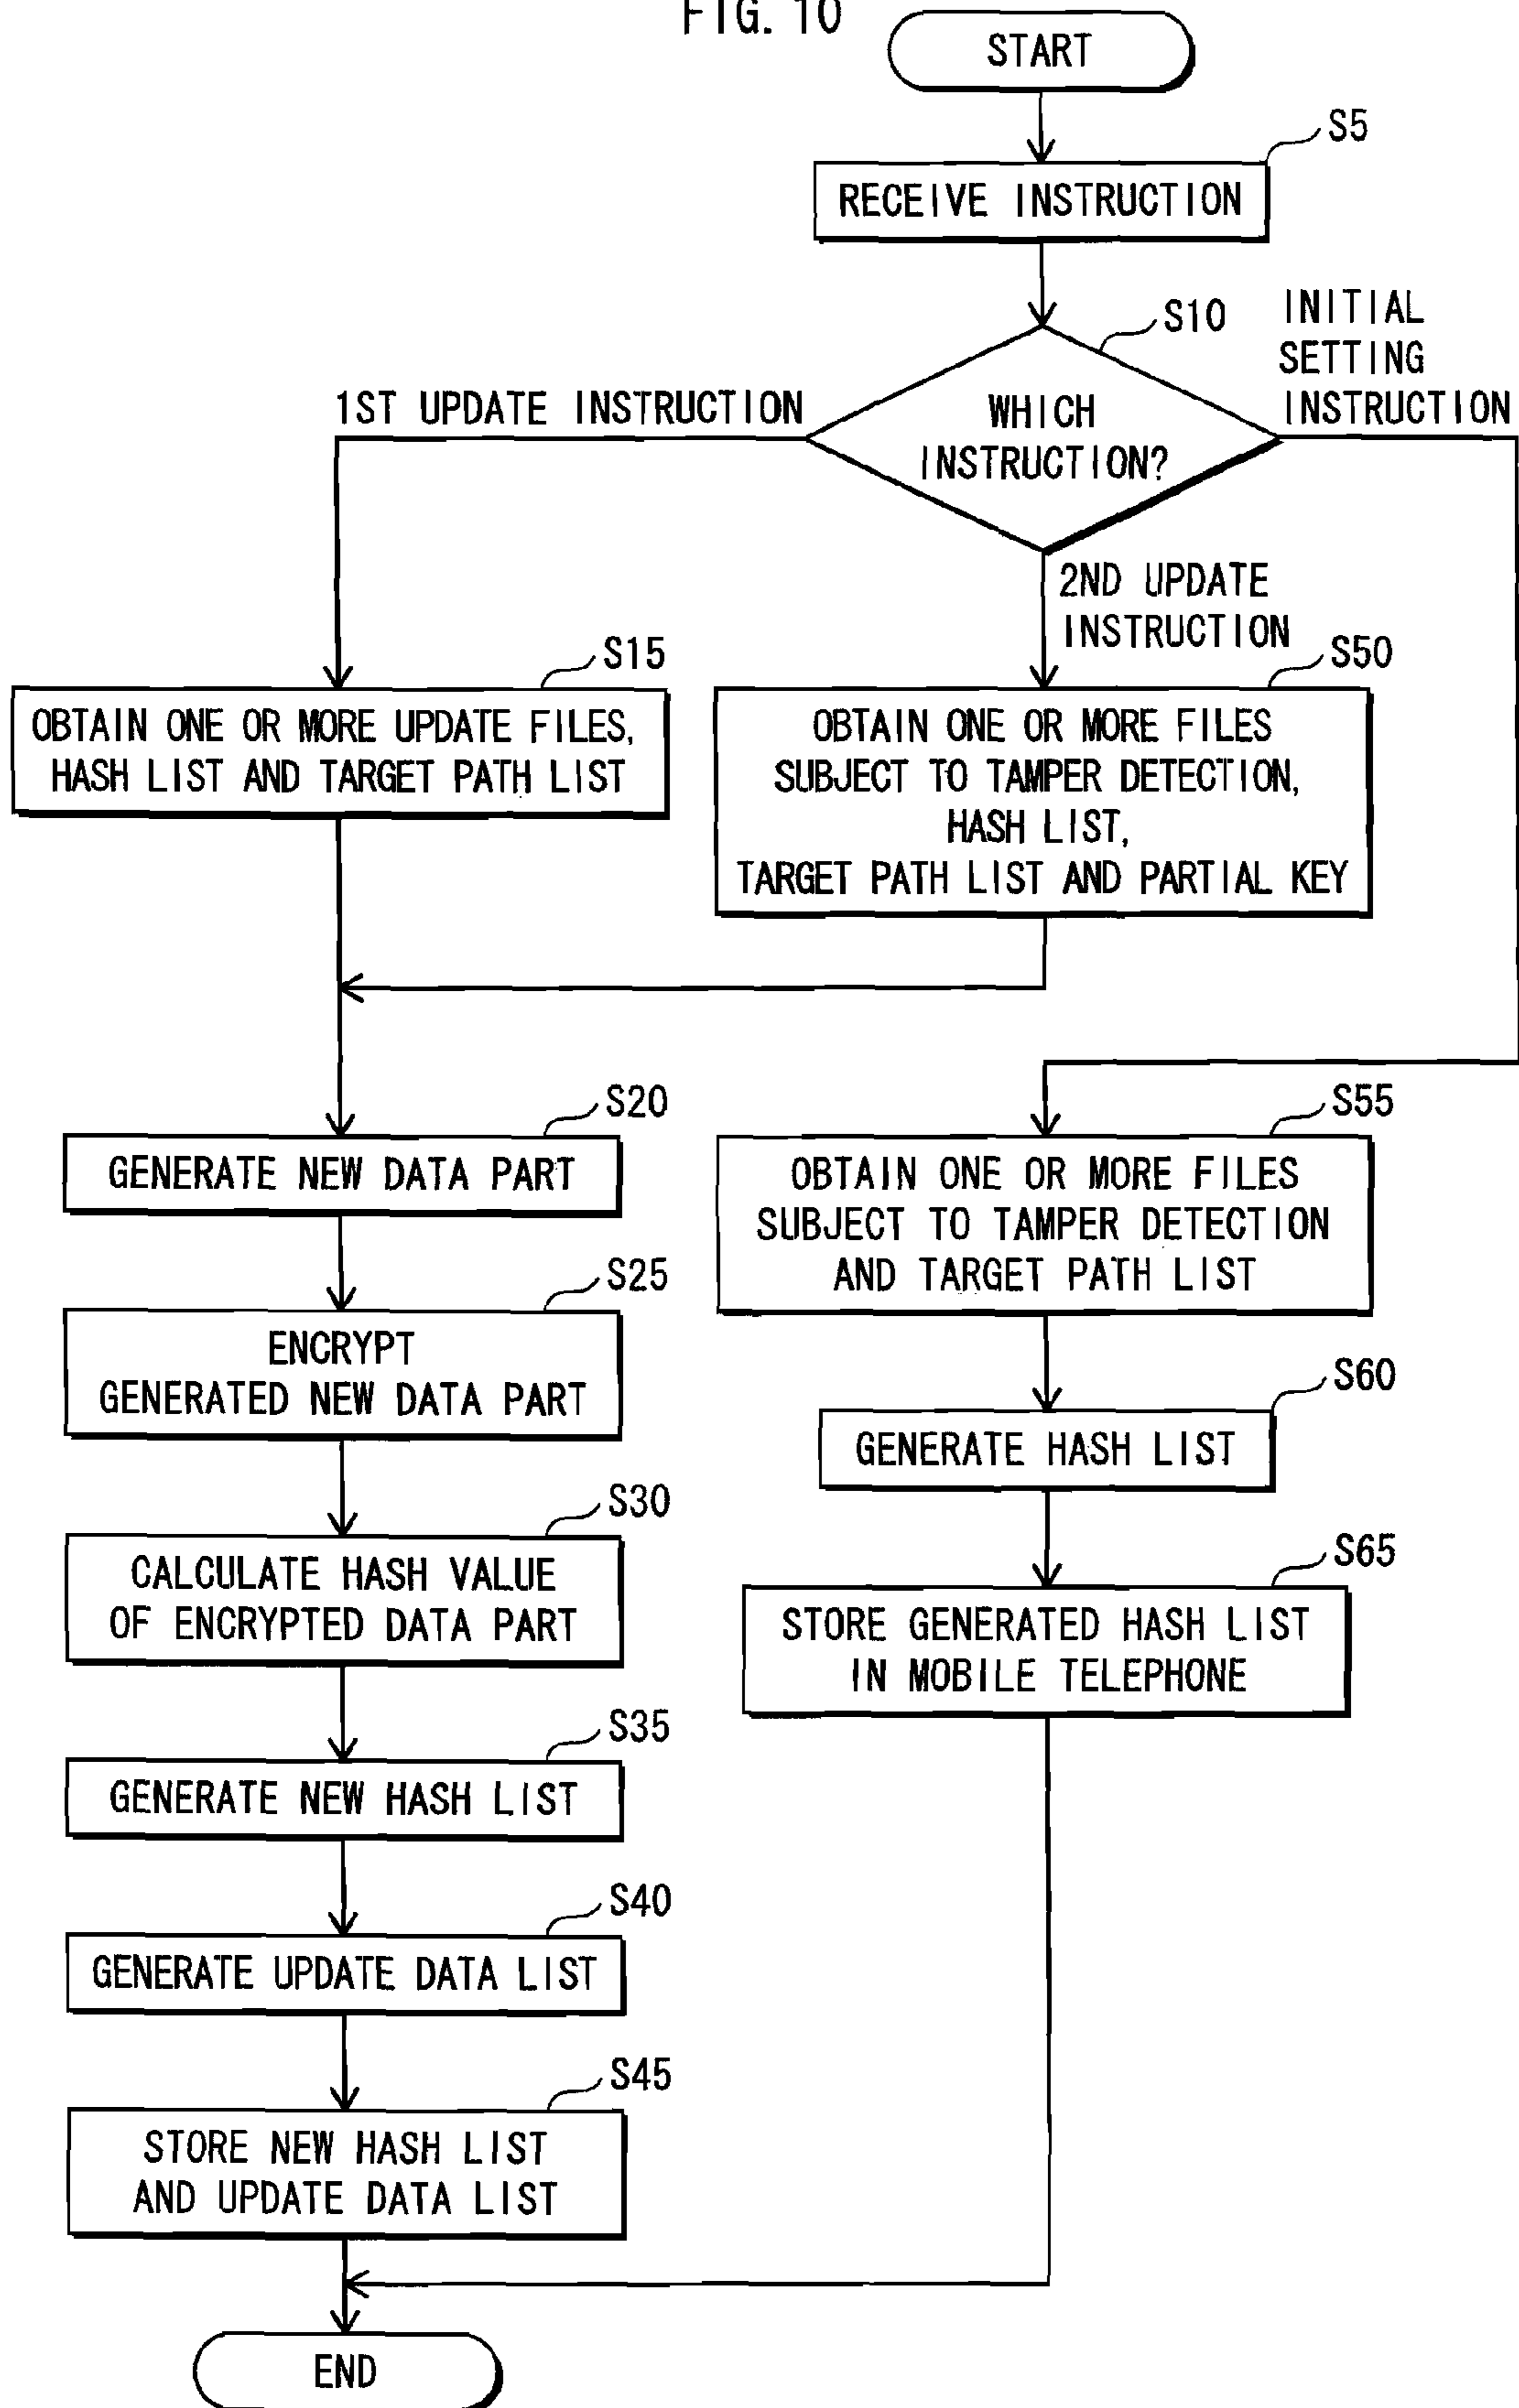 FIG. 10
START
S5
RECEIVE INSTRUCTION
S10
INITIAL
SETTING
INSTRUCTION
1ST UPDATE INSTRUCTION
WHICH
INSTRUCTION?
2ND UPDATE
INSTRUCTION
S15
OBTAIN ONE OR MORE UPDATE FILES,
HASH LIST AND TARGET PATH LIST
S50
OBTAIN ONE OR MORE FILES
SUBJECT TO TAMPER DETECTION,
HASH LIST,
TARGET PATH LIST AND PARTIAL KEY
S20
GENERATE NEW DATA PART
S25
ENCRYPT
GENERATED NEW DATA PART
S30
CALCULATE HASH VALUE
OF ENCRYPTED DATA PART
S35
GENERATE NEW HASH LIST
S40
GENERATE UPDATE DATA LIST
S45
STORE NEW HASH LIST
AND UPDATE DATA LIST
S55
OBTAIN ONE OR MORE FILES
SUBJECT TO TAMPER DETECTION
AND TARGET PATH LIST
S60
GENERATE HASH LIST
S65
STORE GENERATED HASH LIST
IN MOBILE TELEPHONE
END